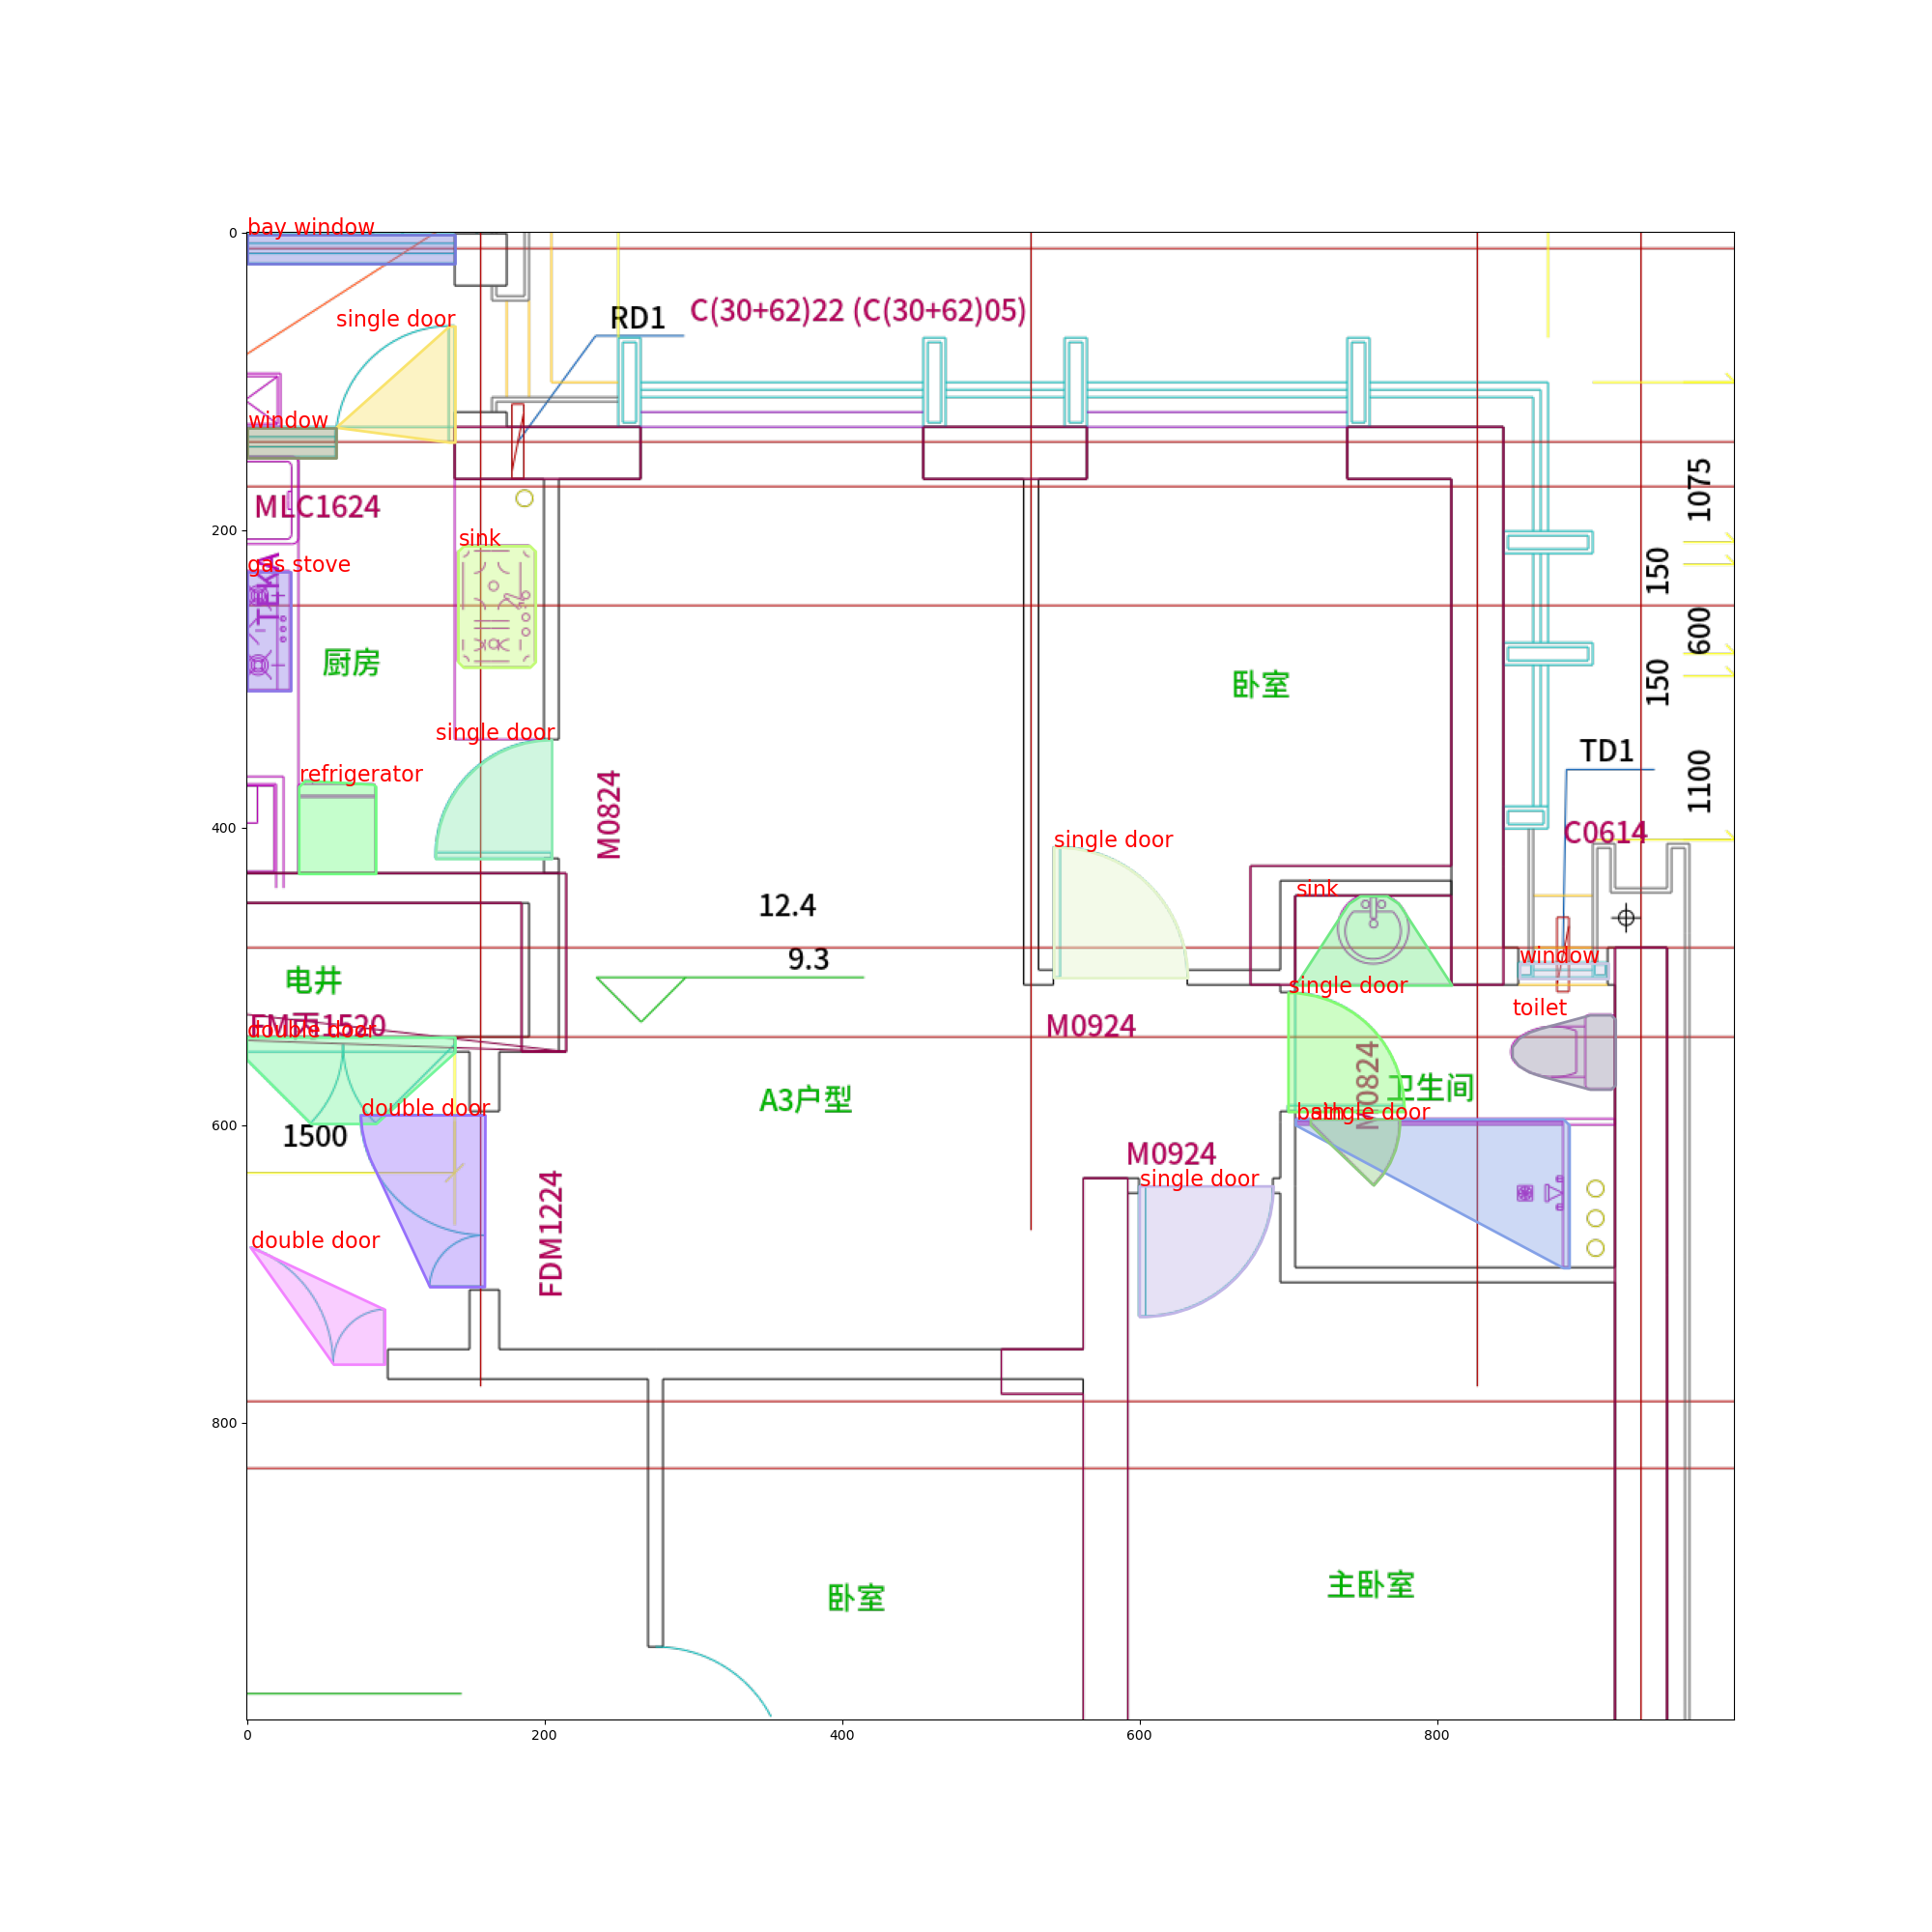 0
bay window
RD1
C(30+62)22 (C(30+62)05)
single door
window
MLC1624
1075
200
sink
gas stove
TEKA
150
600
厨房
卧室
150
single door
TD1
refrigerator
1100
M0824
400
C0614
single door
sink
12.4
9.3
window
电井
single door
toilet
FM丙1520
double door
M0924
M0824
卫生间
A3户型
double door
600
1500
bath
single door
M0924
single door
FDM1224
double door
800
卧室
主卧室
0
200
400
600
800